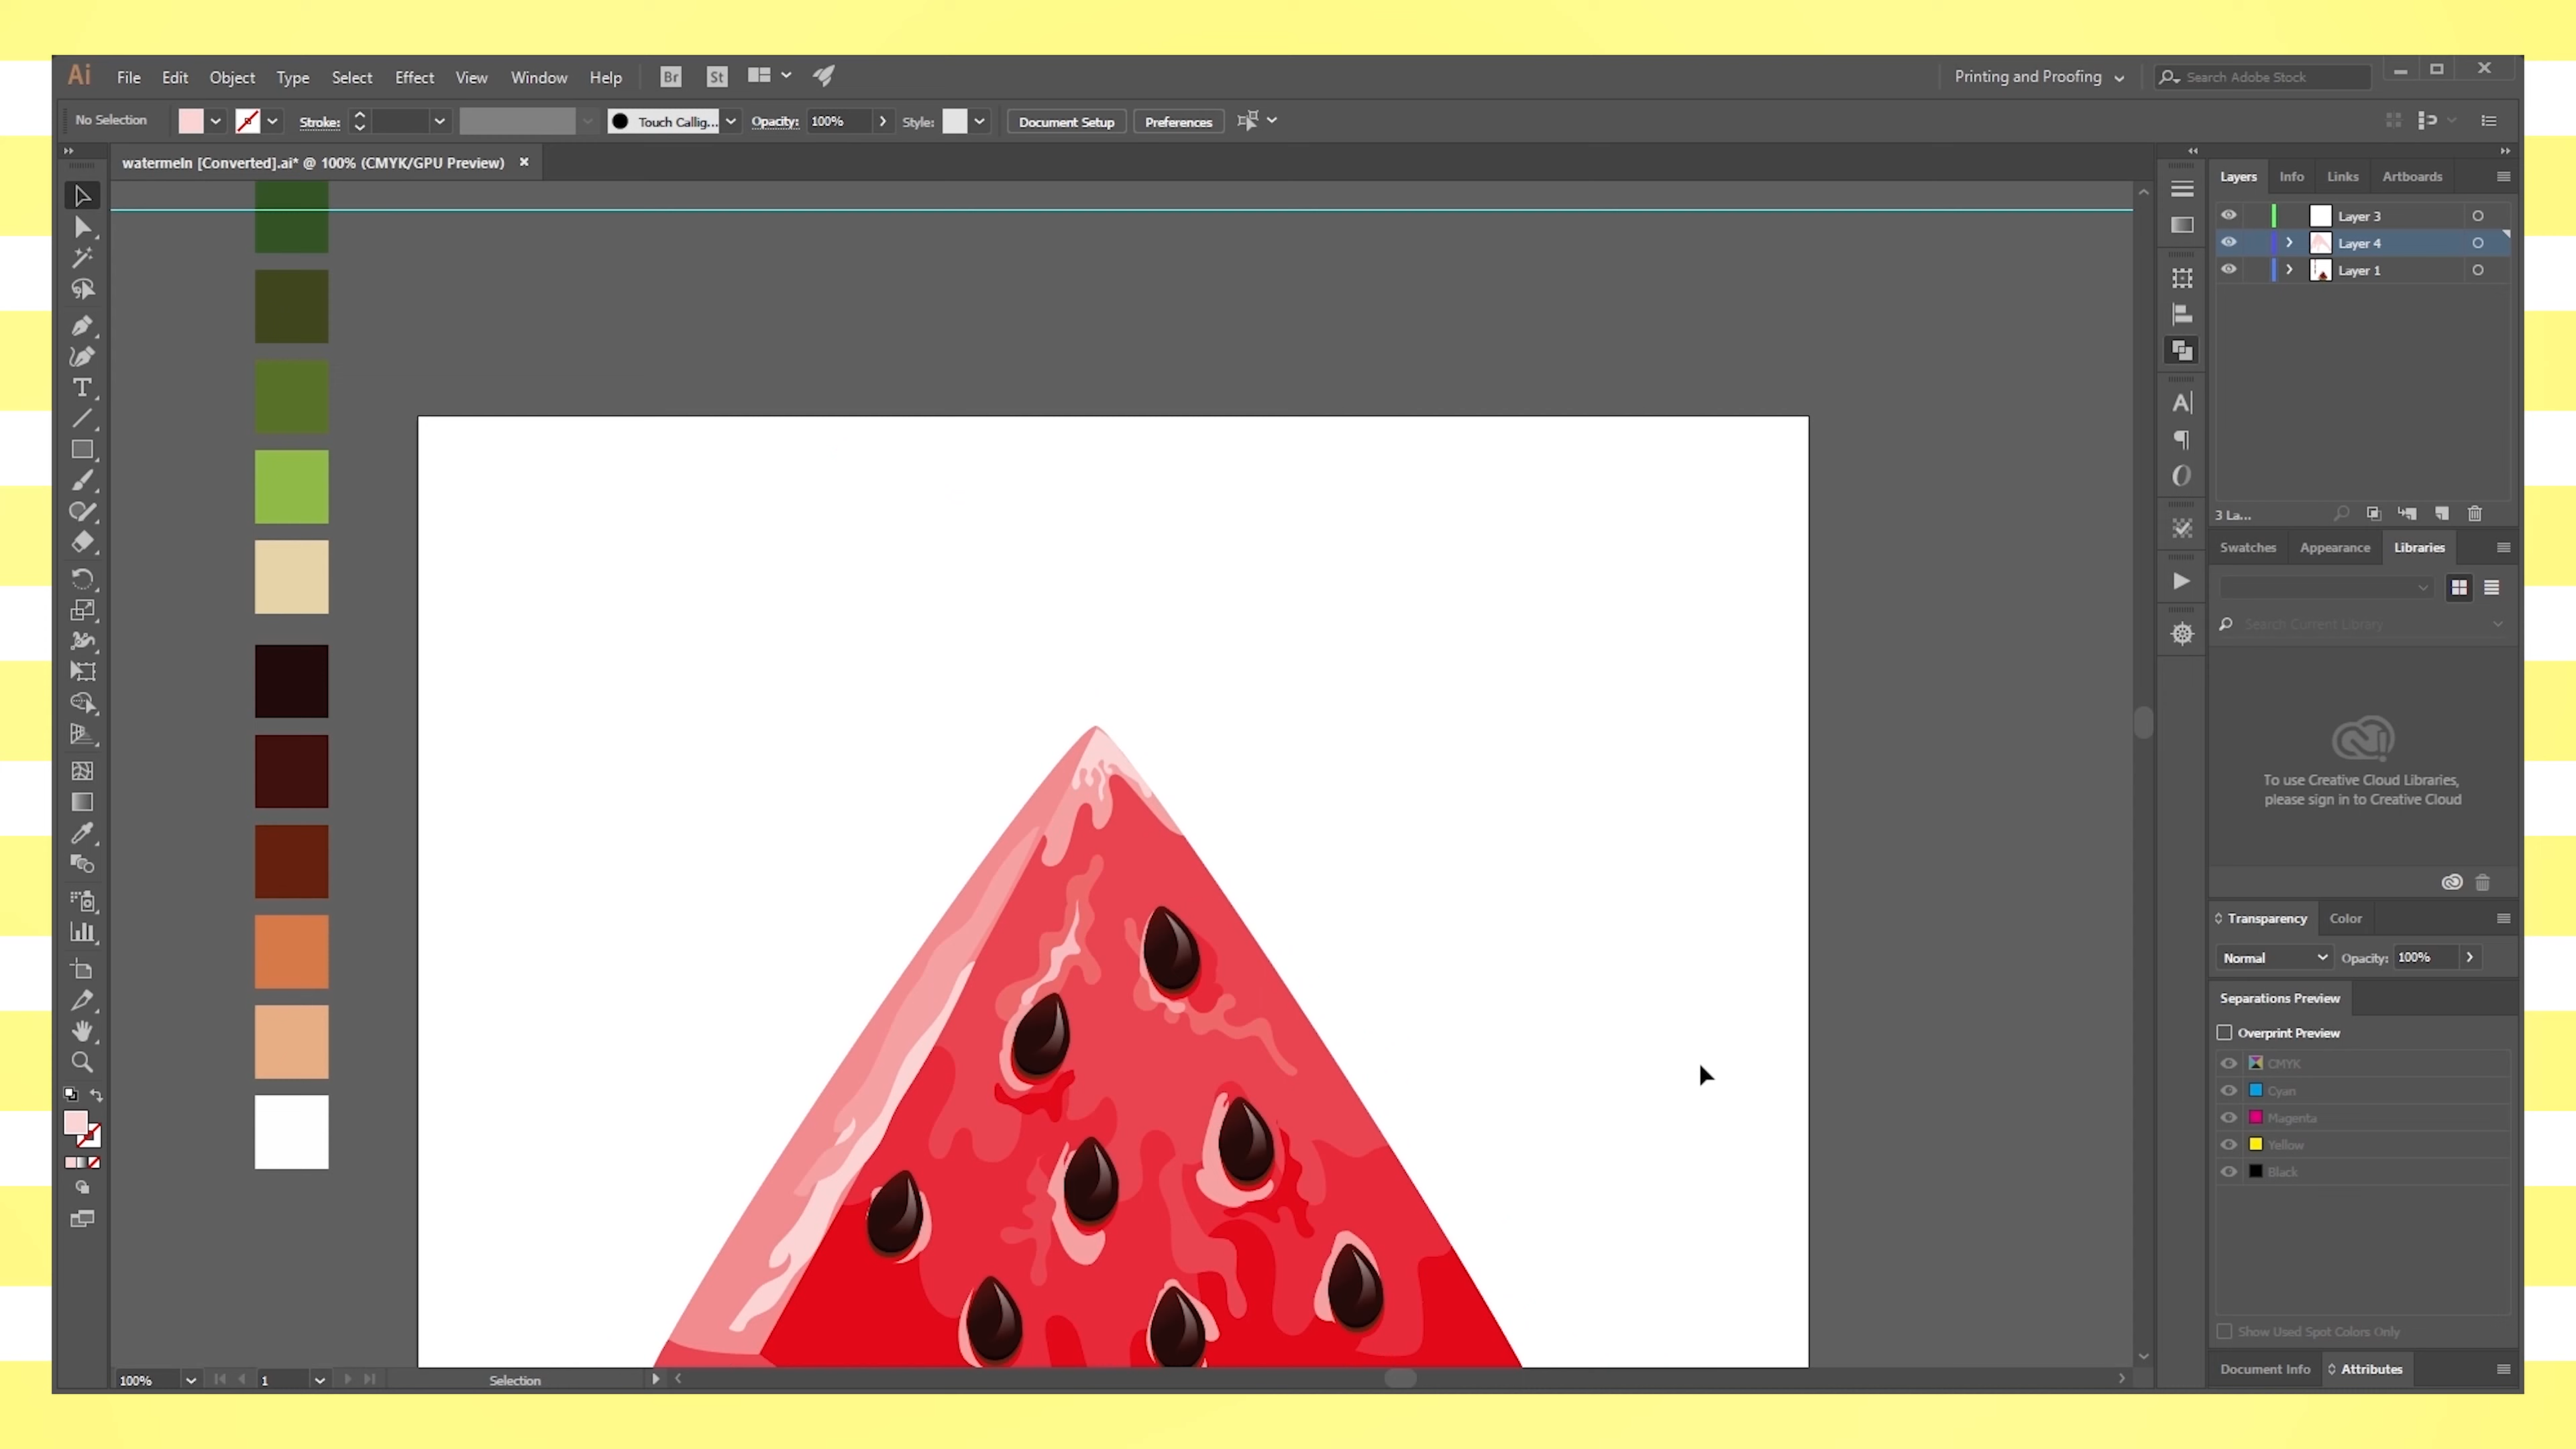 Ai File Edit Object Type Select Effect View Window Help Br St Printing and Proofing Search Adobe Stock
No Selection Stroke: Touch Callig... Opacity: 100% Style: Document Setup Preferences
watermeln [Converted].ai* @ 100% (CMYK/GPU Preview)
Layers Info Links Artboards
Layer 3
Layer 4
Layer 1
3 La...
Swatches Appearance Libraries
Search Current Library
To use Creative Cloud Libraries,
please sign in to Creative Cloud
Transparency Color
Normal Opacity: 100%
Separations Preview
Overprint Preview
CMYK
Cyan
Magenta
Yellow
Black
Show Used Spot Colors Only
Document Info Attributes
100% 1 Selection